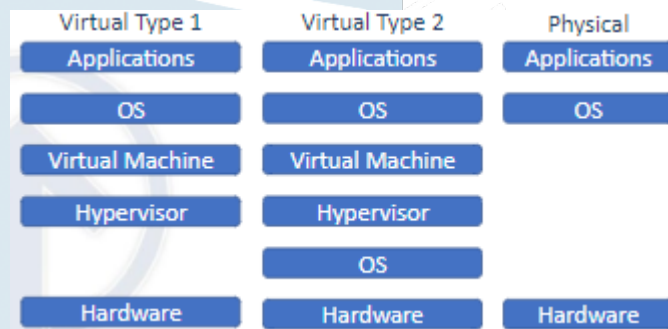 Virtual Type 1 Virtual Type 2 Physical
Applications Applications Applications
OS OS OS
Virtual Machine Virtual Machine
Hypervisor Hypervisor
OS
Hardware Hardware Hardware